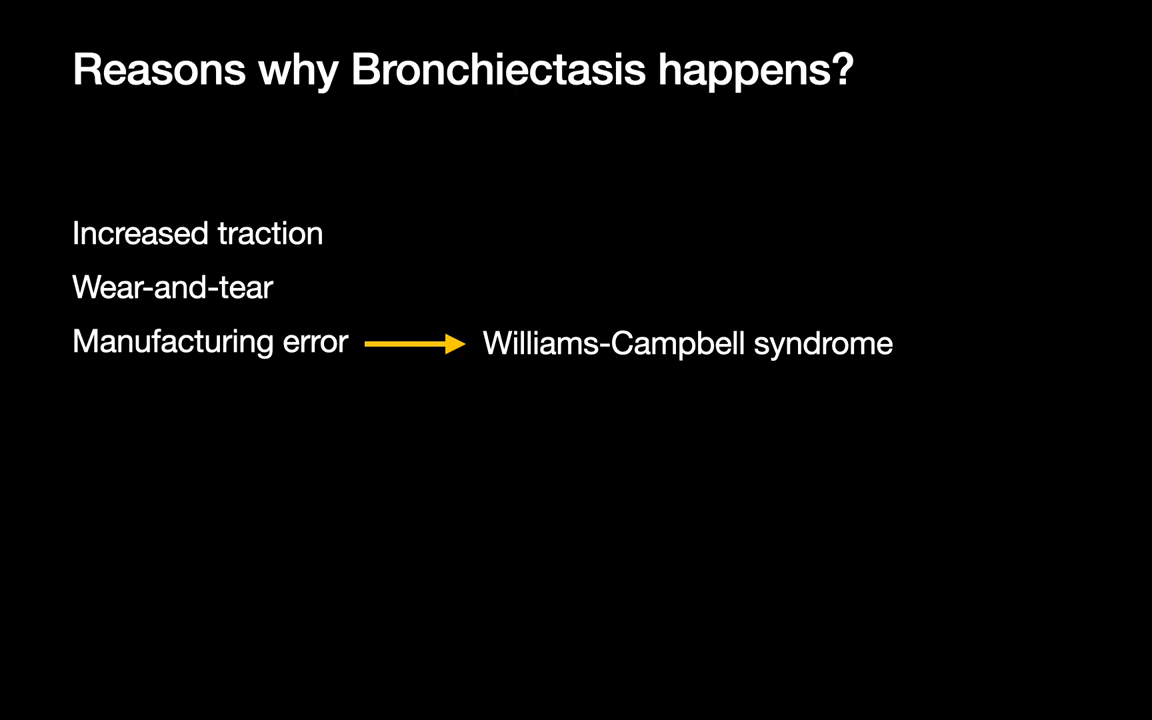 Reasons why Bronchiectasis happens?
Increased traction
Wear-and-tear
Manufacturing error Williams-Campbell syndrome